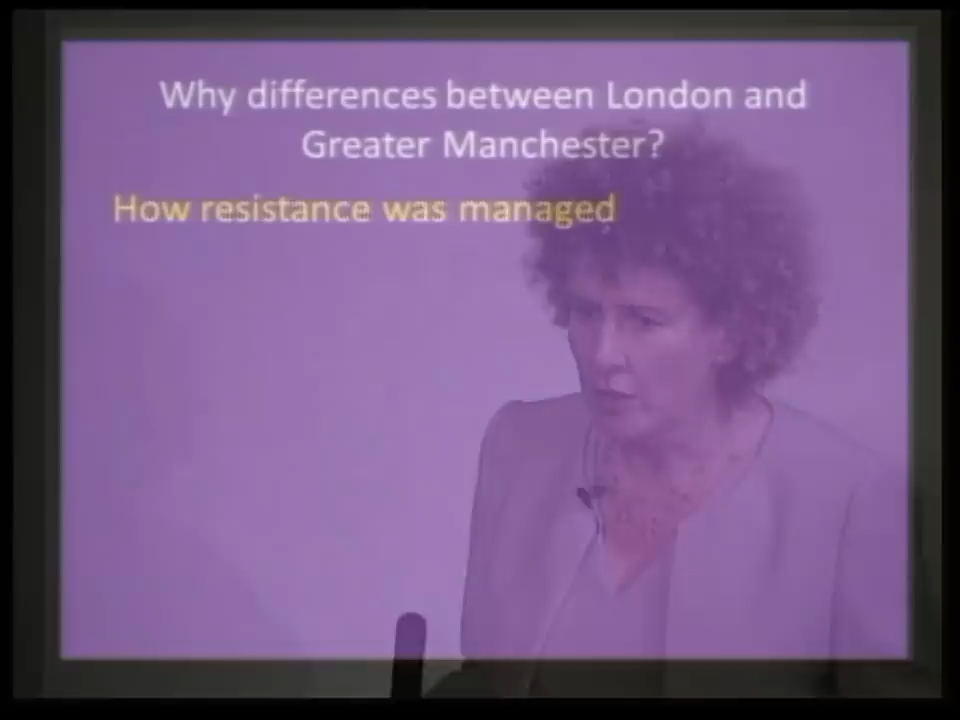 Why differences between London and
Greater Manchester?
How resistance was managed